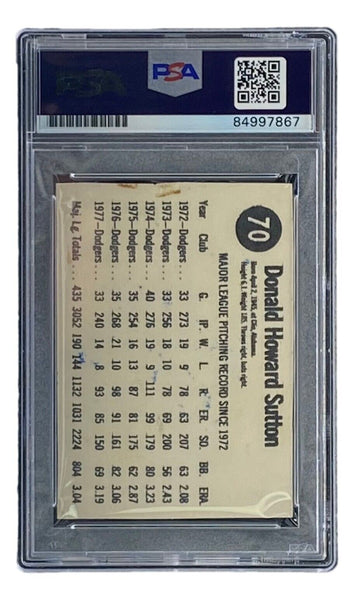 PSA
PSA
84997867
70
Donald Howard Sutton
Born April 2, 1945, at Clio, Alabama.
Height 6.1. Weight 185. Throws right, bats right.
MAJOR LEAGUE PITCHING RECORD SINCE 1972
Year Club G. IP. W. L. R. ER. SO. BB. ERA.
1972—Dodgers... 33 273 19 9 78 63 207 63 2.08
1973—Dodgers... 33 256 18 10 78 69 200 56 2.43
1974—Dodgers... 40 276 19 9 111 99 179 80 3.23
1975—Dodgers... 35 254 16 13 87 81 175 62 2.87
1976—Dodgers... 35 268 21 10 98 91 161 82 3.06
1977—Dodgers... 33 240 14 8 93 85 150 69 3.19
Maj. Lg. Totals .... 435 3052 190 144 1132 1031 2224 804 3.04
PSA